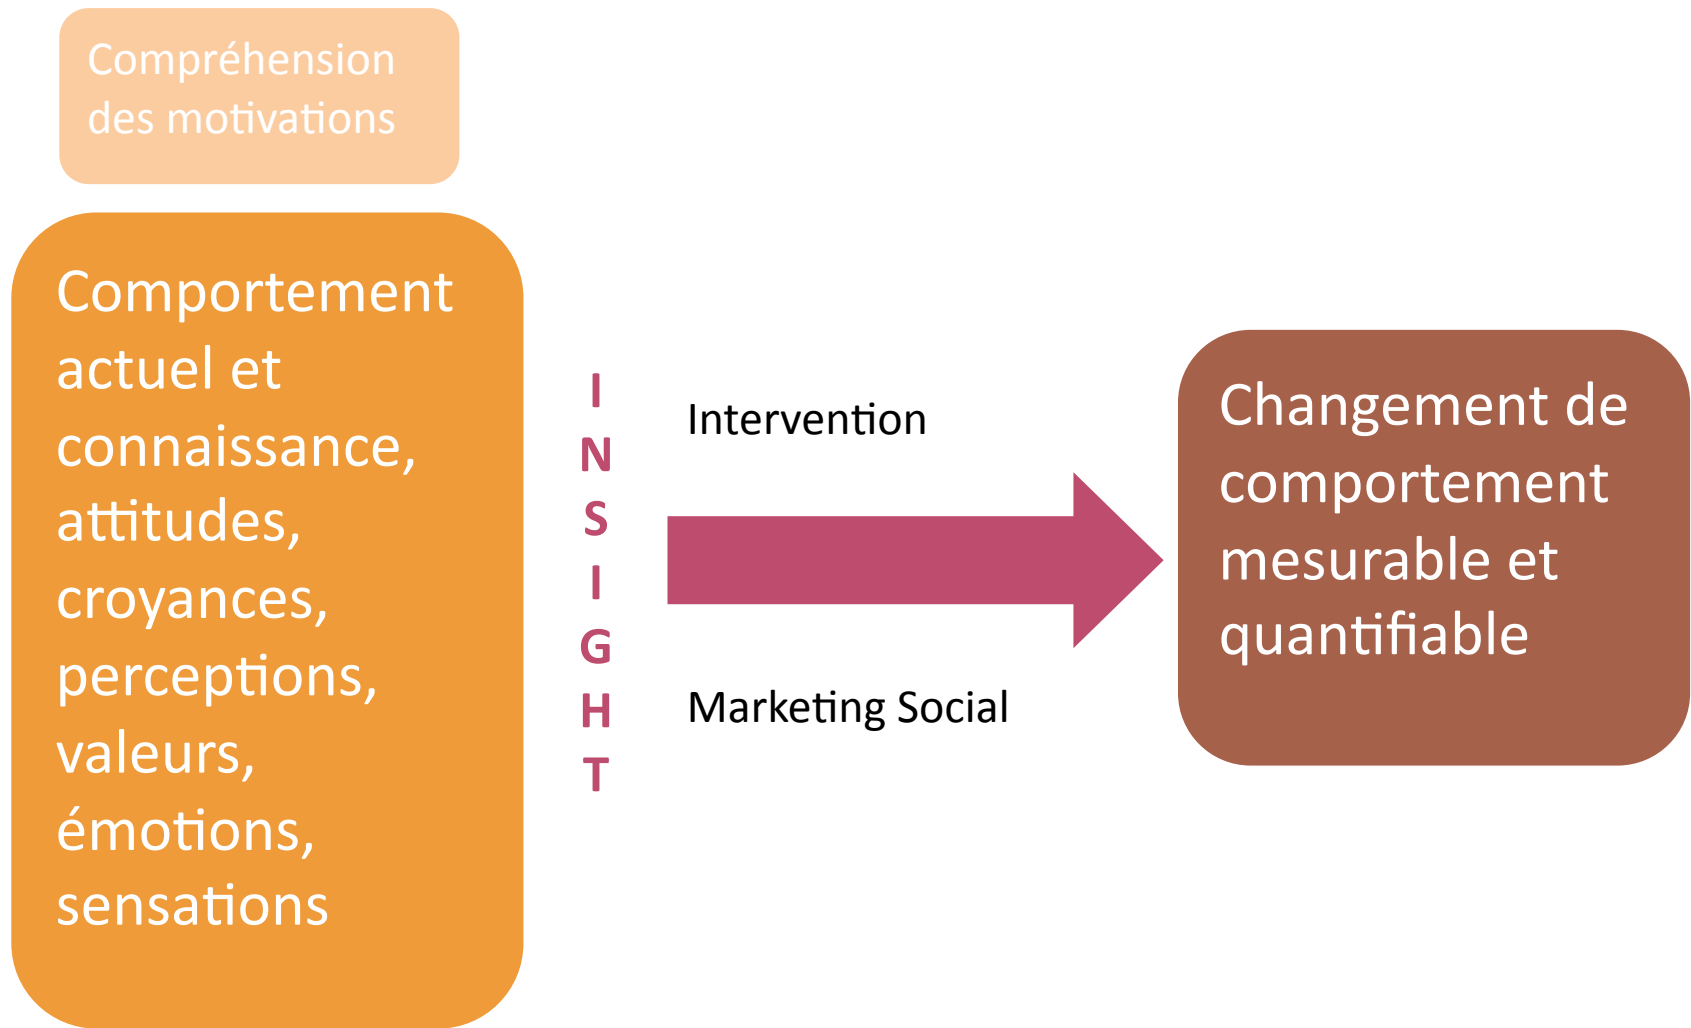 Compréhension
des motivations
Comportement
actuel et
connaissance,
attitudes,
croyances,
perceptions,
valeurs,
émotions,
sensations
I
N
S
I
G
H
T
Intervention
Marketing Social
Changement de
comportement
mesurable et
quantifiable